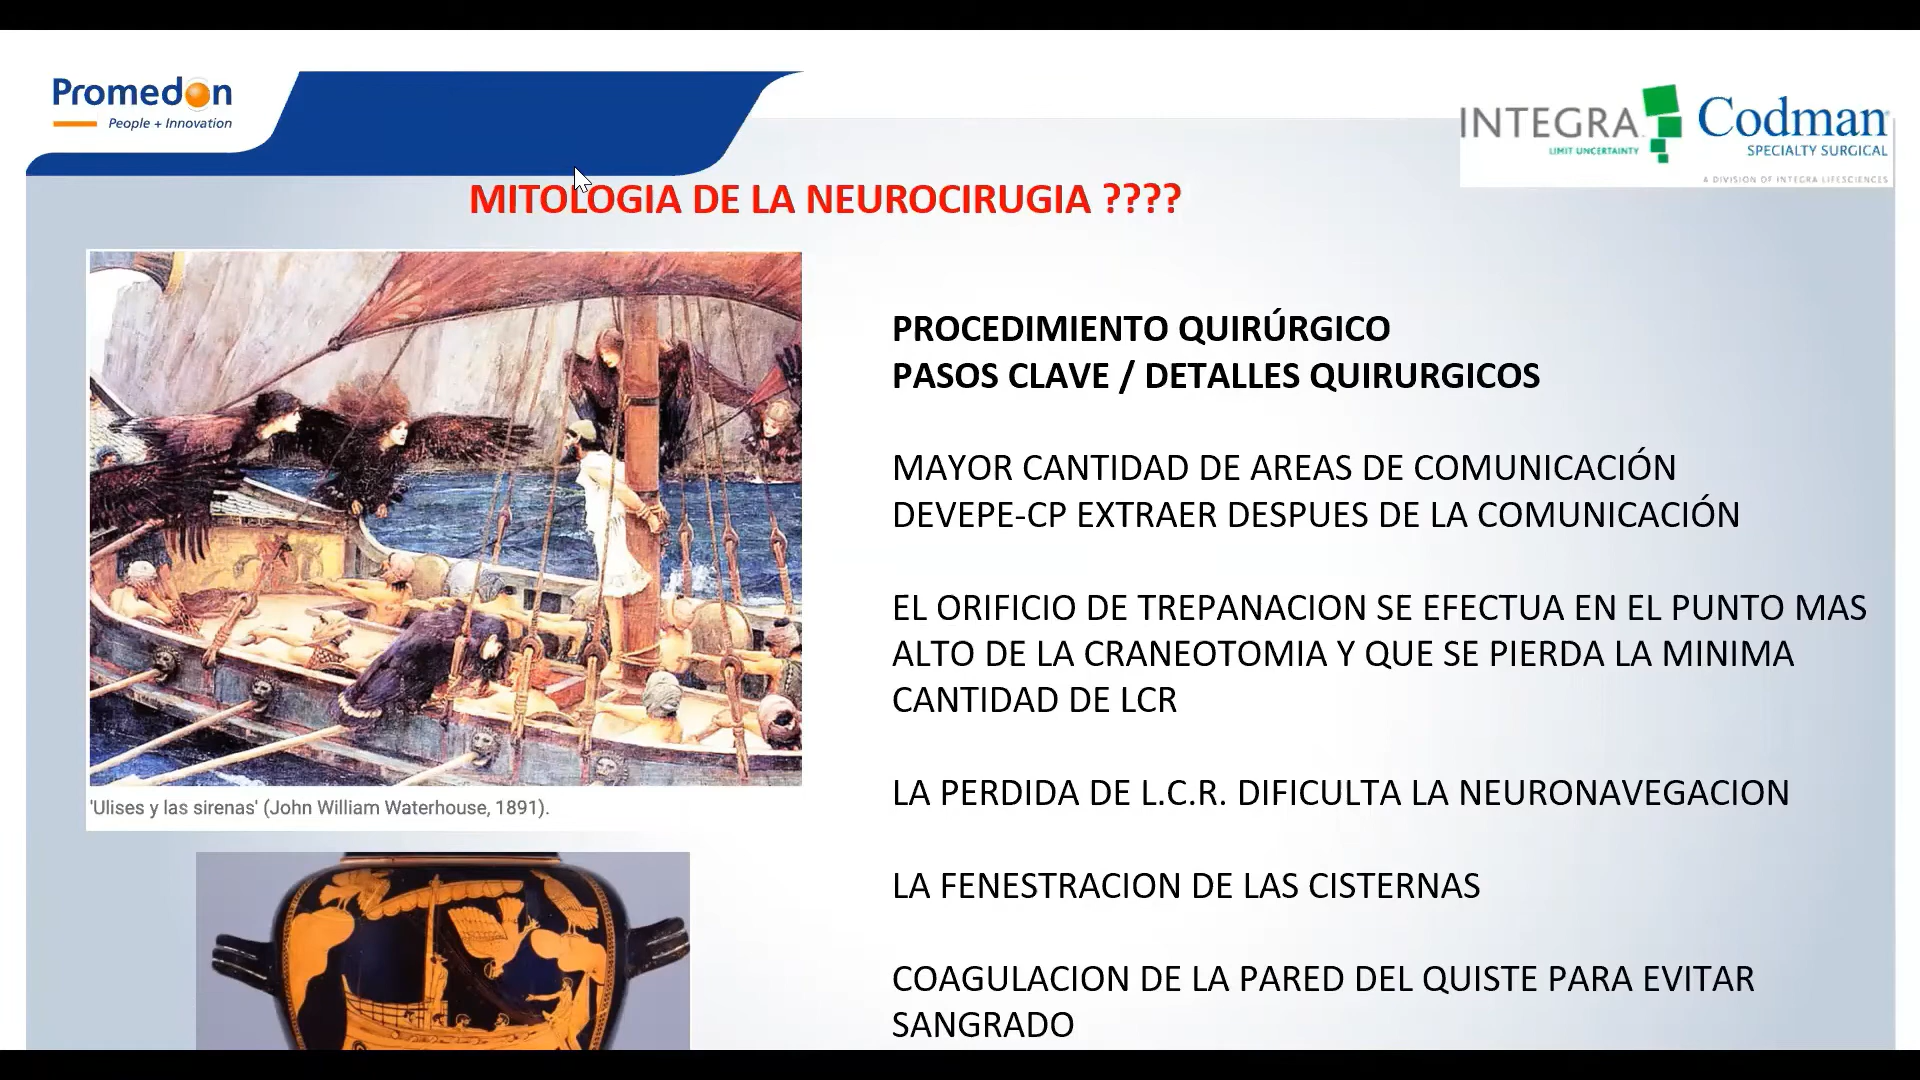 Promedon
People + Innovation
INTEGRA
LIMIT UNCERTAINTY
Codman
SPECIALTY SURGICAL
A DIVISION OF INTEGRA LIFESCIENCES
MITOLOGIA DE LA NEUROCIRUGIA ????
PROCEDIMIENTO QUIRÚRGICO
PASOS CLAVE / DETALLES QUIRURGICOS
MAYOR CANTIDAD DE AREAS DE COMUNICACIÓN
DEVEPE-CP EXTRAER DESPUES DE LA COMUNICACIÓN
EL ORIFICIO DE TREPANACION SE EFECTUA EN EL PUNTO MAS
ALTO DE LA CRANEOTOMIA Y QUE SE PIERDA LA MINIMA
CANTIDAD DE LCR
LA PERDIDA DE L.C.R. DIFICULTA LA NEURONAVEGACION
LA FENESTRACION DE LAS CISTERNAS
COAGULACION DE LA PARED DEL QUISTE PARA EVITAR
SANGRADO
'Ulises y las sirenas' (John William Waterhouse, 1891).